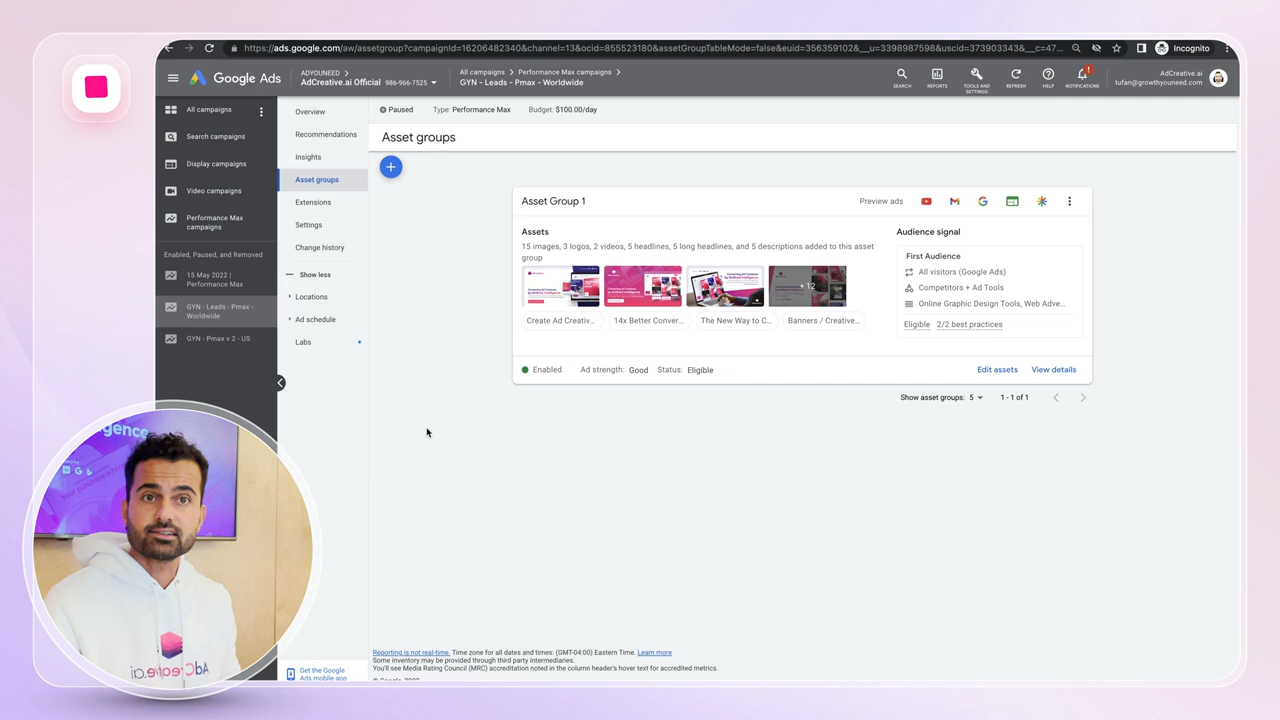 https://ads.google.com/aw/assetgroup?campaignId=16206482340&channel=13&ocid=855523180&assetGroupTableMode=false&euid=356359102&__u=3398987598&uscid=373903343&__c=47...
Incognito
Google Ads
ADYOUNEED
AdCreative.ai Official 986-966-7525
All campaigns
Performance Max campaigns
GYN - Leads - Pmax - Worldwide
SEARCH
REPORTS
TOOLS AND
SETTINGS
REFRESH
HELP
!
NOTIFICATIONS
AdCreative.ai
tufan@growthyouneed.com
All campaigns
Search campaigns
Display campaigns
Video campaigns
Performance Max
campaigns
Enabled, Paused, and Removed
15 May 2022 |
Performance Max
GYN - Leads - Pmax -
Worldwide
GYN - Pmax v 2 - US
Overview
Recommendations
Insights
Asset groups
Extensions
Settings
Change history
Show less
Locations
Ad schedule
Labs
Get the Google
Ads mobile app
Paused
Type: Performance Max
Budget: $100.00/day
Asset groups
Asset Group 1
Preview ads
Assets
15 images, 3 logos, 2 videos, 5 headlines, 5 long headlines, and 5 descriptions added to this asset
group
+12
Create Ad Creativ...
14x Better Conver...
The New Way to C...
Banners / Creative...
Audience signal
First Audience
All visitors (Google Ads)
Competitors + Ad Tools
Online Graphic Design Tools, Web Adve...
Eligible 2/2 best practices
Enabled
Ad strength: Good
Status: Eligible
Edit assets
View details
Show asset groups: 5
1 - 1 of 1
Reporting is not real-time. Time zone for all dates and times: (GMT-04:00) Eastern Time. Learn more
Some inventory may be provided through third party intermediaries.
You'll see Media Rating Council (MRC) accreditation noted in the column header's hover text for accredited metrics.